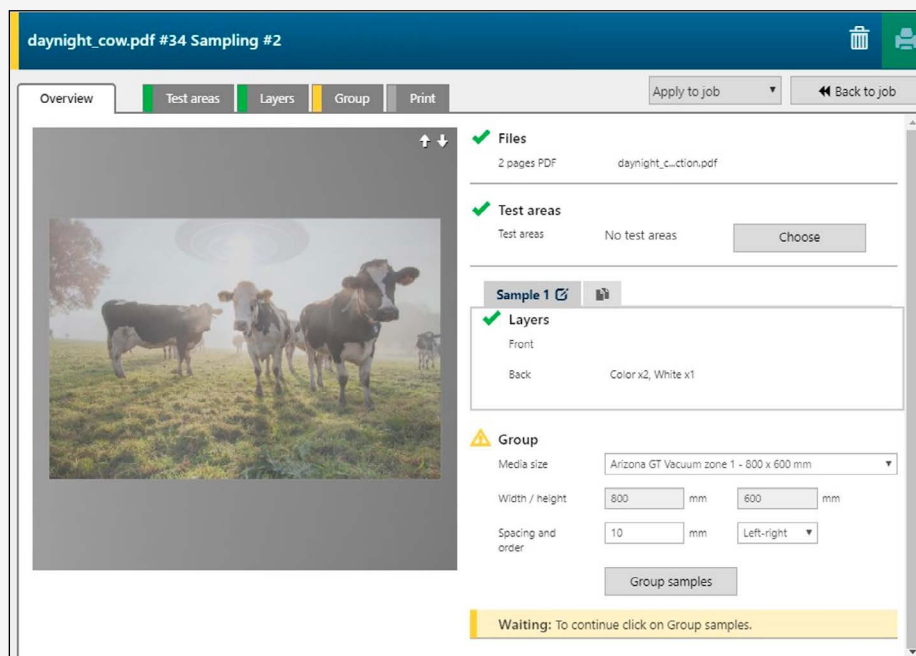 daynight_cow.pdf #34 Sampling #2
Overview
Test areas
Layers
Group
Print
Apply to job
Back to job
Files
2 pages PDF daynight_c...ction.pdf
Test areas
Test areas No test areas Choose
Sample 1
Layers
Front
Back Color x2, White x1
Group
Media size Arizona GT Vacuum zone 1 - 800 x 600 mm
Width / height 800 mm 600 mm
Spacing and order 10 mm Left-right
Group samples
Waiting: To continue click on Group samples.